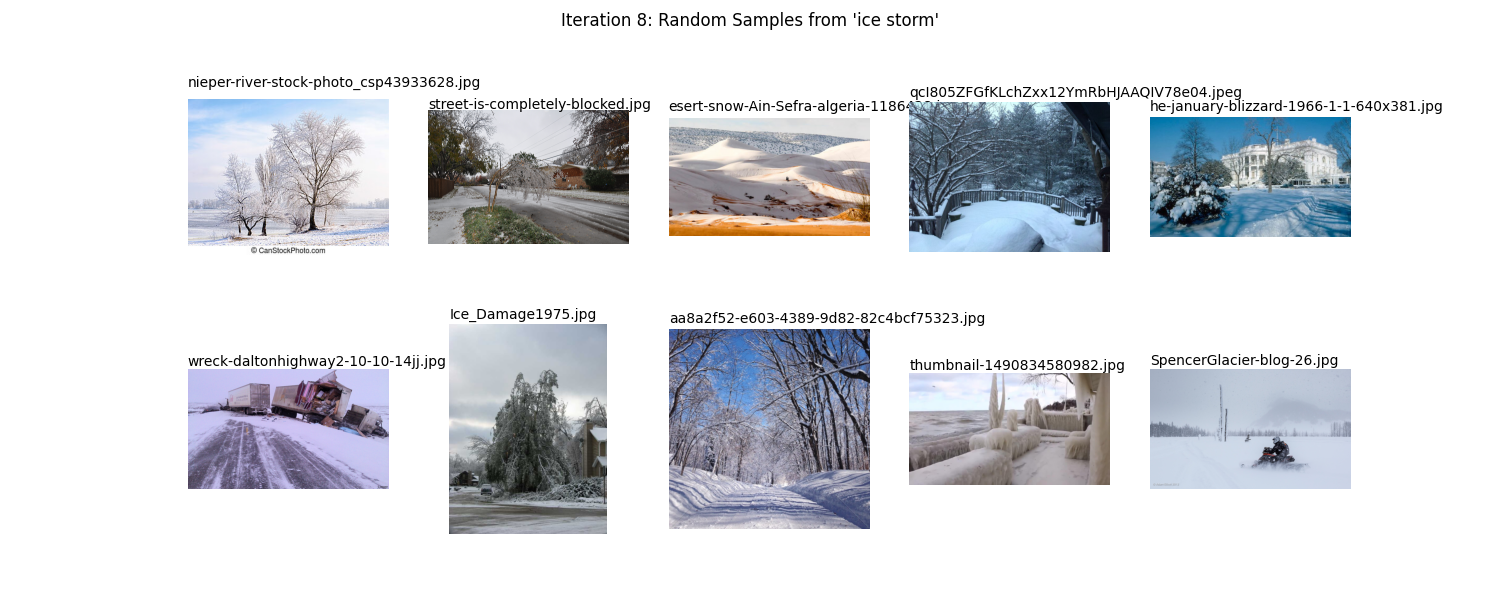 Iteration 8: Random Samples from 'ice storm'
nieper-river-stock-photo_csp43933628.jpg
street-is-completely-blocked.jpg
esert-snow-Ain-Sefra-algeria-1186
qcI805ZFGfKLchZxx12YmRbHJAAQIV78e04.jpeg
he-january-blizzard-1966-1-1-640x381.jpg
© CanStockPhoto.com
wreck-daltonhighway2-10-10-14jj.jpg
Ice_Damage1975.jpg
aa8a2f52-e603-4389-9d82-82c4bcf75323.jpg
thumbnail-1490834580982.jpg
SpencerGlacier-blog-26.jpg